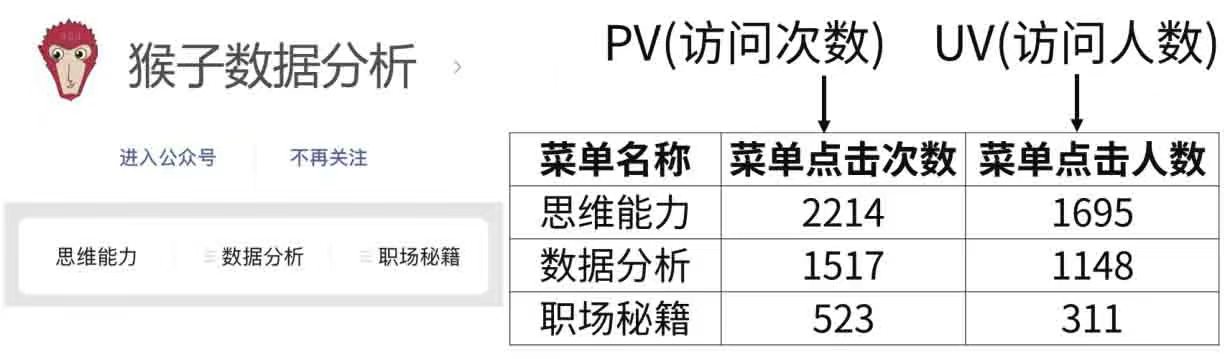 猴子数据分析
进入公众号 不再关注
思维能力 数据分析 职场秘籍
PV(访问次数) UV(访问人数)
菜单名称 菜单点击次数 菜单点击人数
思维能力 2214 1695
数据分析 1517 1148
职场秘籍 523 311